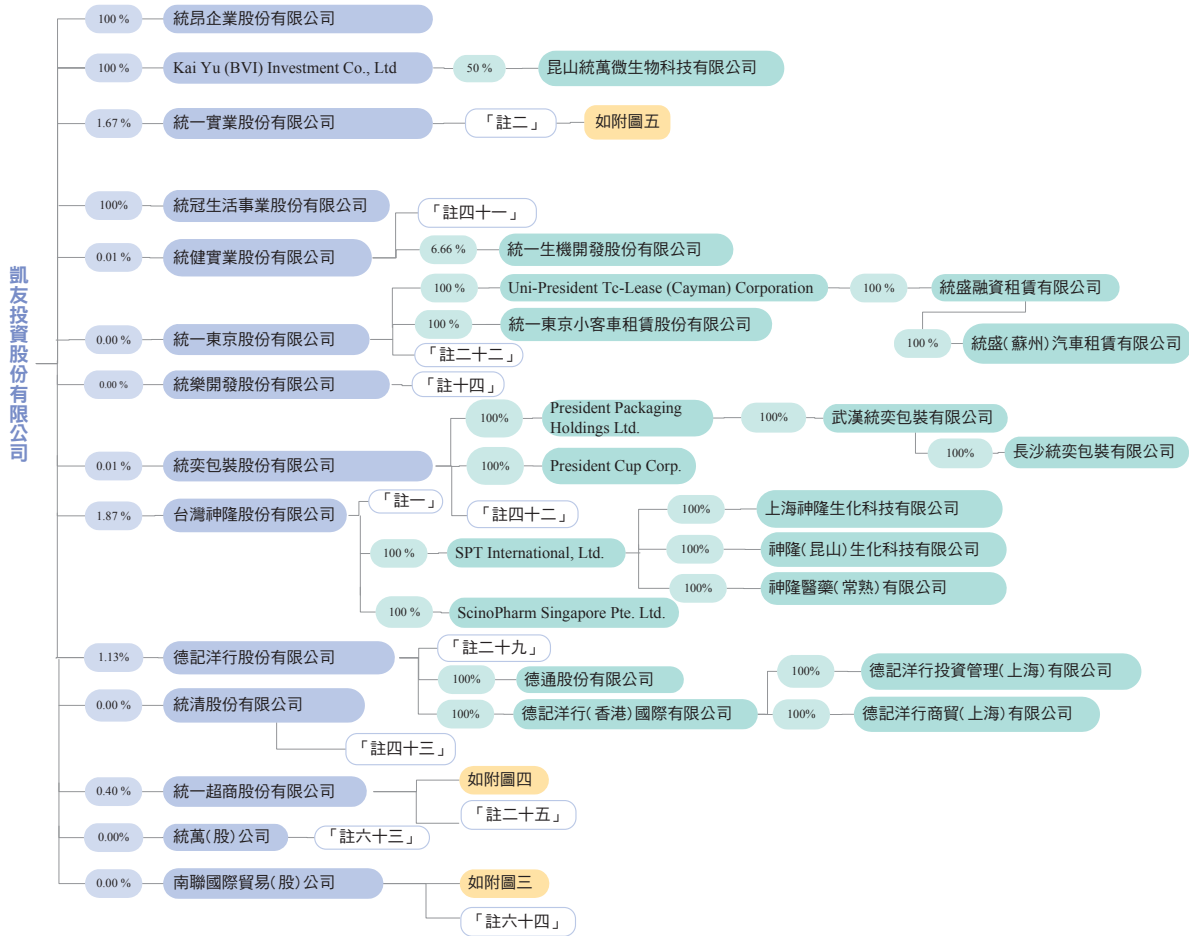 凱友投資股份有限公司
100 %
統昂企業股份有限公司
100 %
Kai Yu (BVI) Investment Co., Ltd
50 %
昆山統萬微生物科技有限公司
1.67 %
統一實業股份有限公司
「註二」
如附圖五
100%
統冠生活事業股份有限公司
「註四十一」
0.01 %
統健實業股份有限公司
6.66 %
統一生機開發股份有限公司
100 %
Uni-President Tc-Lease (Cayman) Corporation
100 %
統盛融資租賃有限公司
0.00 %
統一東京股份有限公司
100 %
統一東京小客車租賃股份有限公司
100 %
統盛(蘇州)汽車租賃有限公司
「註二十二」
0.00 %
統樂開發股份有限公司
「註十四」
100%
President Packaging
Holdings Ltd.
100%
武漢統奕包裝有限公司
100%
長沙統奕包裝有限公司
0.01 %
統奕包裝股份有限公司
100%
President Cup Corp.
「註四十二」
1.87 %
台灣神隆股份有限公司
「註一」
100%
上海神隆生化科技有限公司
100 %
SPT International, Ltd.
100%
神隆(昆山)生化科技有限公司
100%
神隆醫藥(常熟)有限公司
100 %
ScinoPharm Singapore Pte. Ltd.
1.13%
德記洋行股份有限公司
「註二十九」
100%
德通股份有限公司
100%
德記洋行(香港)國際有限公司
100%
德記洋行投資管理(上海)有限公司
100%
德記洋行商貿(上海)有限公司
0.00 %
統清股份有限公司
「註四十三」
0.40 %
統一超商股份有限公司
如附圖四
「註二十五」
0.00%
統萬(股)公司
「註六十三」
0.00 %
南聯國際貿易(股)公司
如附圖三
「註六十四」